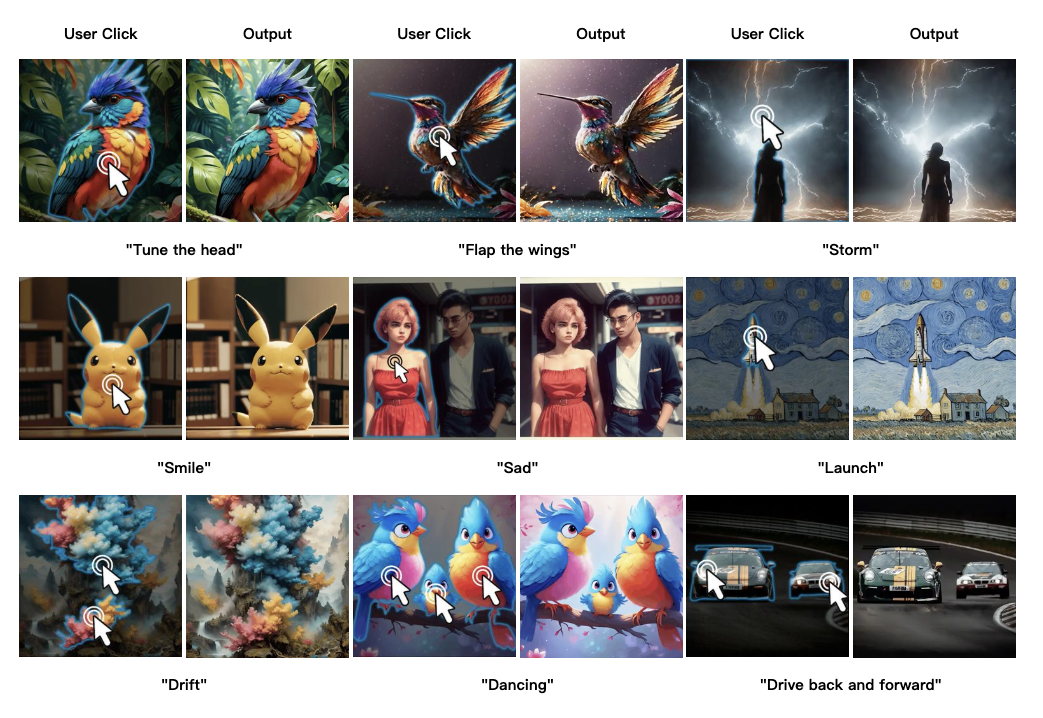 User Click Output User Click Output User Click Output
"Tune the head" "Flap the wings" "Storm"
"Smile" "Sad" "Launch"
"Drift" "Dancing" "Drive back and forward"